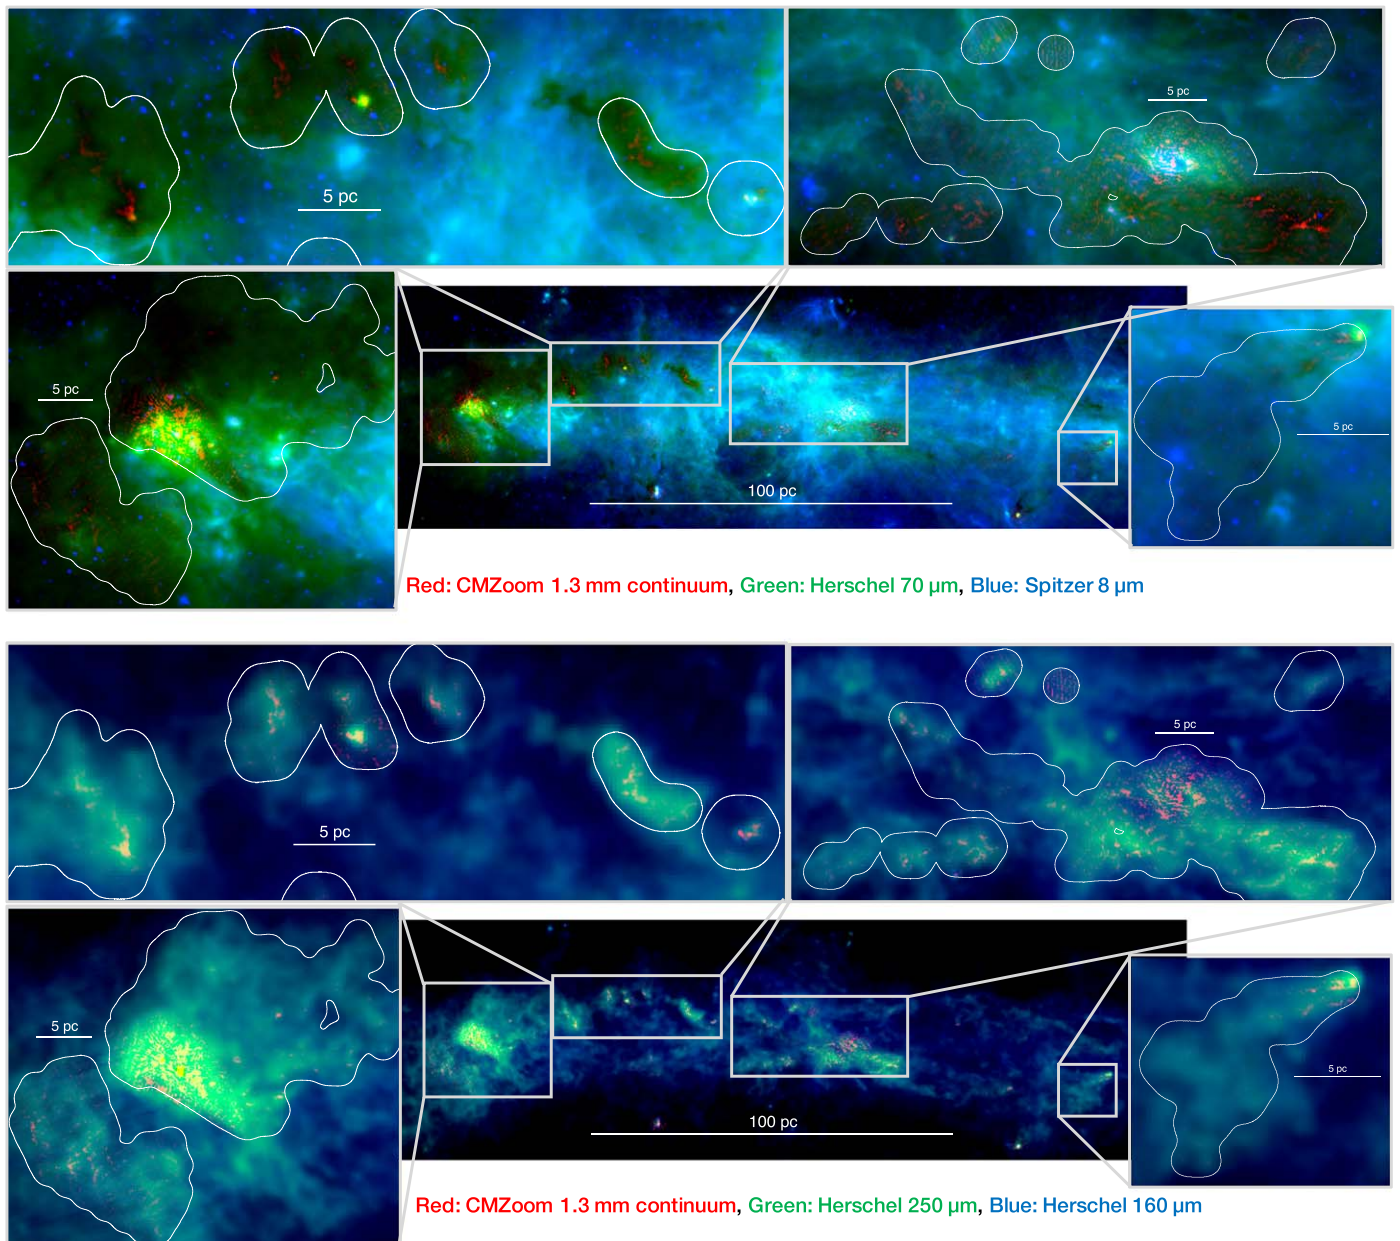 5 pc
5 pc
5 pc
5 pc
100 pc
Red: CMZoom 1.3 mm continuum, Green: Herschel 70 µm, Blue: Spitzer 8 µm
5 pc
5 pc
5 pc
5 pc
100 pc
Red: CMZoom 1.3 mm continuum, Green: Herschel 250 µm, Blue: Herschel 160 µm